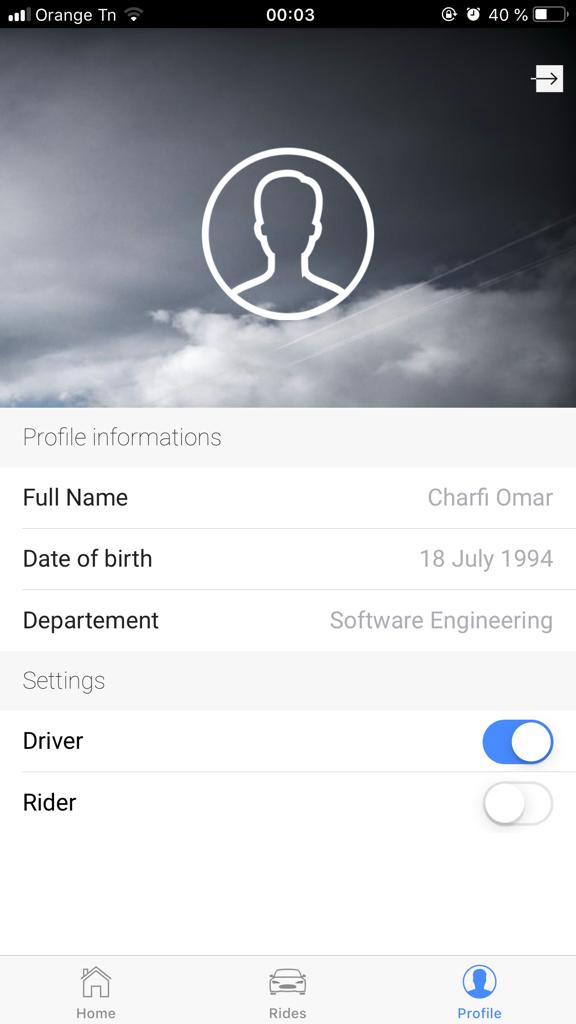 Orange Tn 00:03 40 %
Profile informations
Full Name Charfi Omar
Date of birth 18 July 1994
Departement Software Engineering
Settings
Driver
Rider
Home Rides Profile